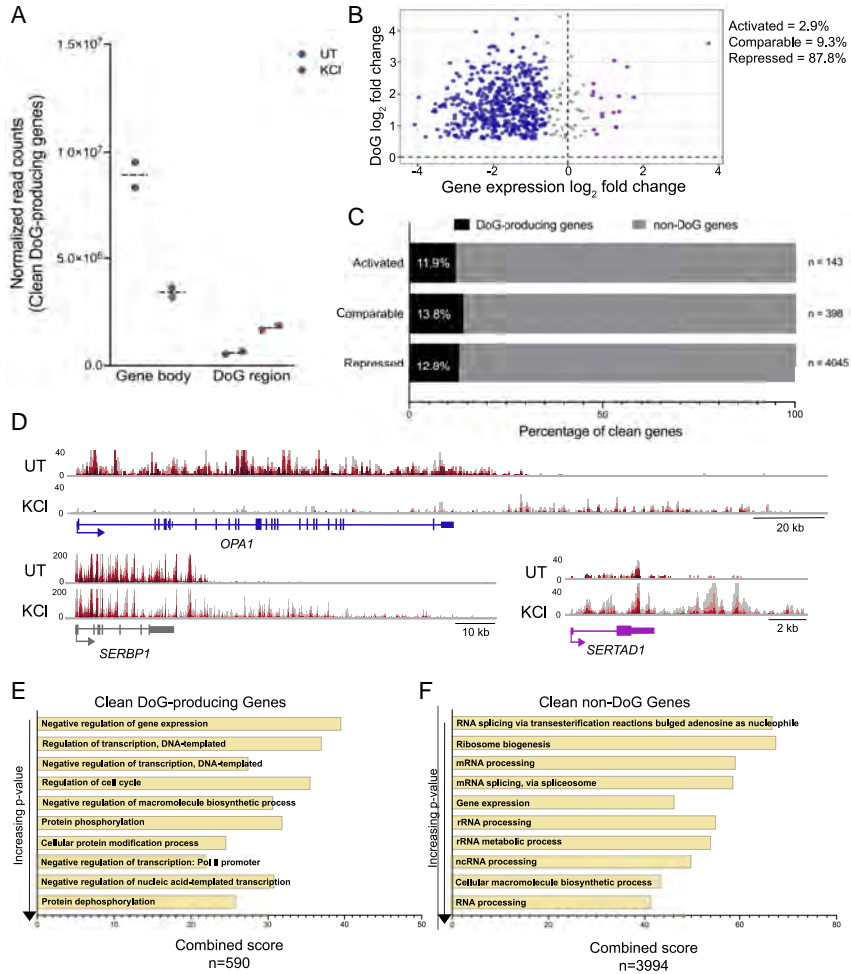 A
Normalized read counts
(Clean DoG-producing genes)
1.5×10⁷
1.0×10⁷
5.0×10⁶
0.0
UT
KCl
Gene body
DoG region
B
DoG log₂ fold change
4
3
2
1
0
-4
-2
0
2
4
Gene expression log₂ fold change
Activated = 2.9%
Comparable = 9.3%
Repressed = 87.8%
C
DoG-producing genes
non-DoG genes
Activated
11.9%
n = 143
Comparable
13.8%
n = 398
Repressed
12.8%
n = 4045
0
50
100
Percentage of clean genes
D
UT
40
0
KCl
40
0
OPA1
20 kb
UT
200
0
KCl
200
0
SERBP1
10 kb
UT
40
0
KCl
40
0
SERTAD1
2 kb
E
Clean DoG-producing Genes
Increasing p-value
Negative regulation of gene expression
Regulation of transcription, DNA-templated
Negative regulation of transcription, DNA-templated
Regulation of cell cycle
Negative regulation of macromolecule biosynthetic process
Protein phosphorylation
Cellular protein modification process
Negative regulation of transcription: Pol II promoter
Negative regulation of nucleic acid-templated transcription
Protein dephosphorylation
0
10
20
30
40
50
Combined score
n=590
F
Clean non-DoG Genes
Increasing p-value
RNA splicing via transesterification reactions bulged adenosine as nucleophile
Ribosome biogenesis
mRNA processing
mRNA splicing, via spliceosome
Gene expression
rRNA processing
rRNA metabolic process
ncRNA processing
Cellular macromolecule biosynthetic process
RNA processing
0
20
40
60
80
Combined score
n=3994